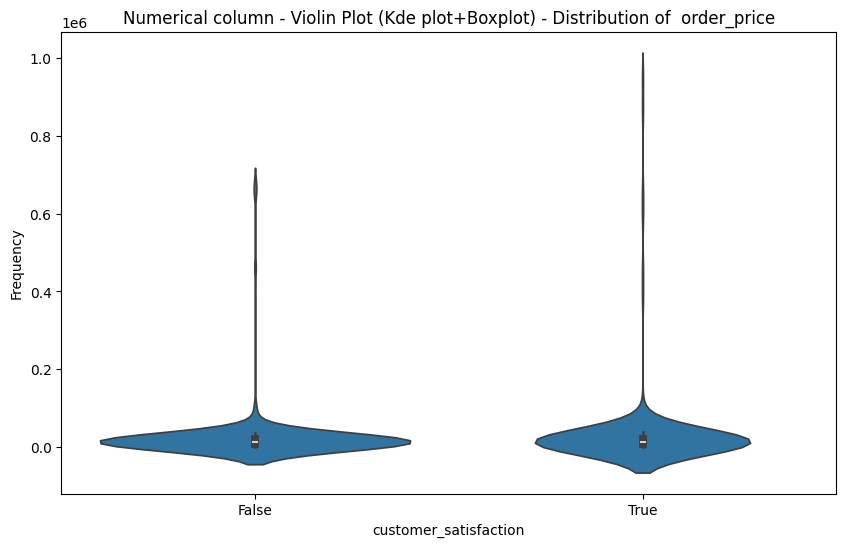 Numerical column - Violin Plot (Kde plot+Boxplot) - Distribution of  order_price
1e6
1.0
0.8
0.6
0.4
0.2
0.0
Frequency
False
True
customer_satisfaction